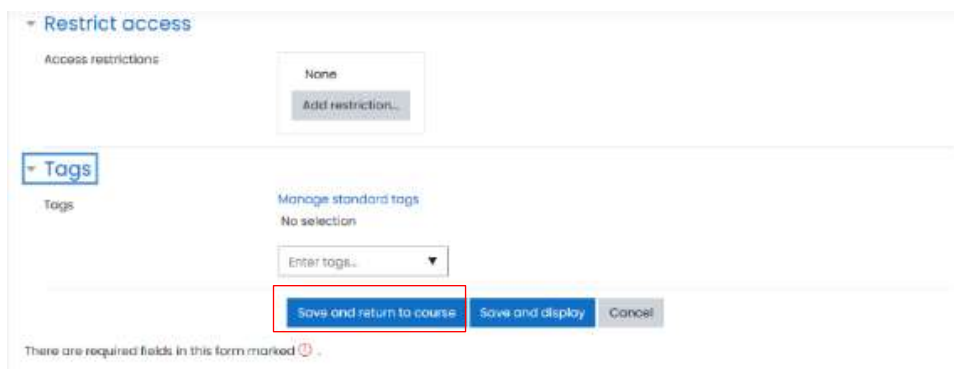 Restrict access
Access restrictions
None
Add restriction...
Tags
Tags
Manage standard tags
No selection
Enter tags...
Save and return to course Save and display Cancel
There are required fields in this form marked .